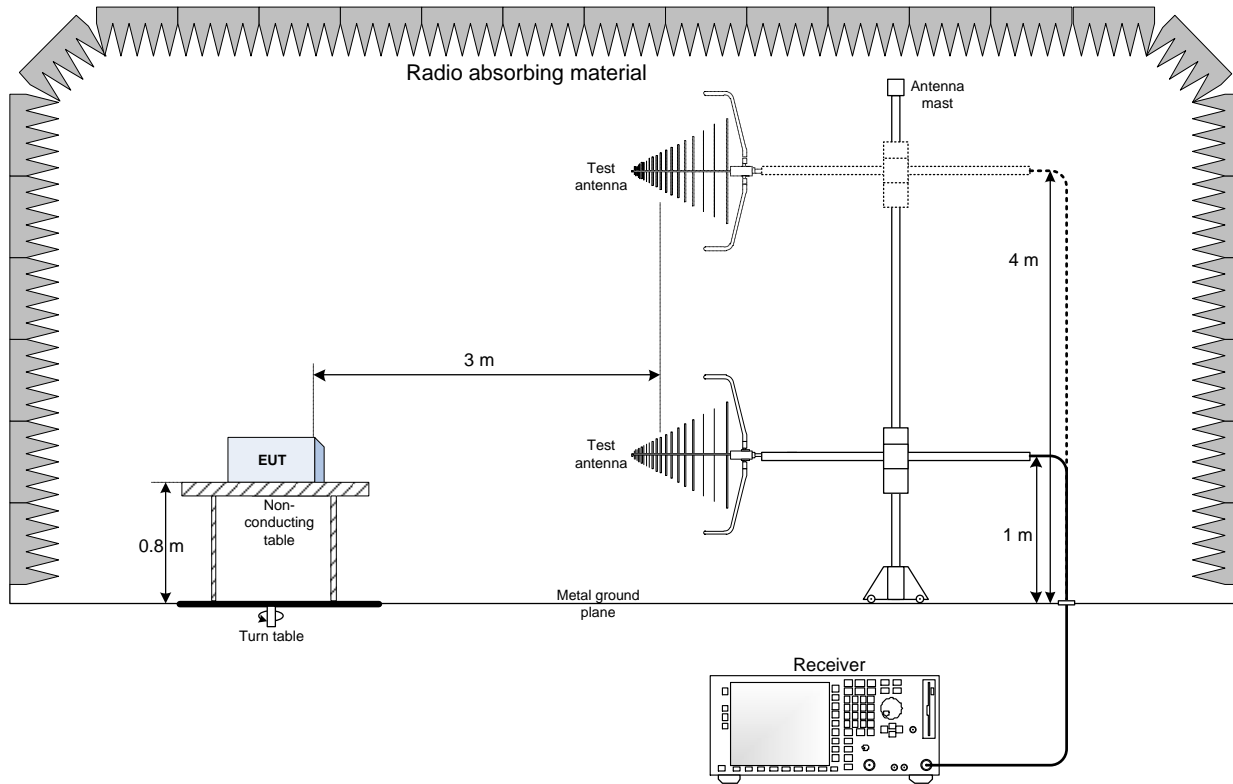 Radio absorbing material
Antenna
mast
Test
antenna
4 m
3 m
Test
antenna
EUT
Non-
conducting
table
0.8 m
1 m
Metal ground
plane
Turn table
Receiver